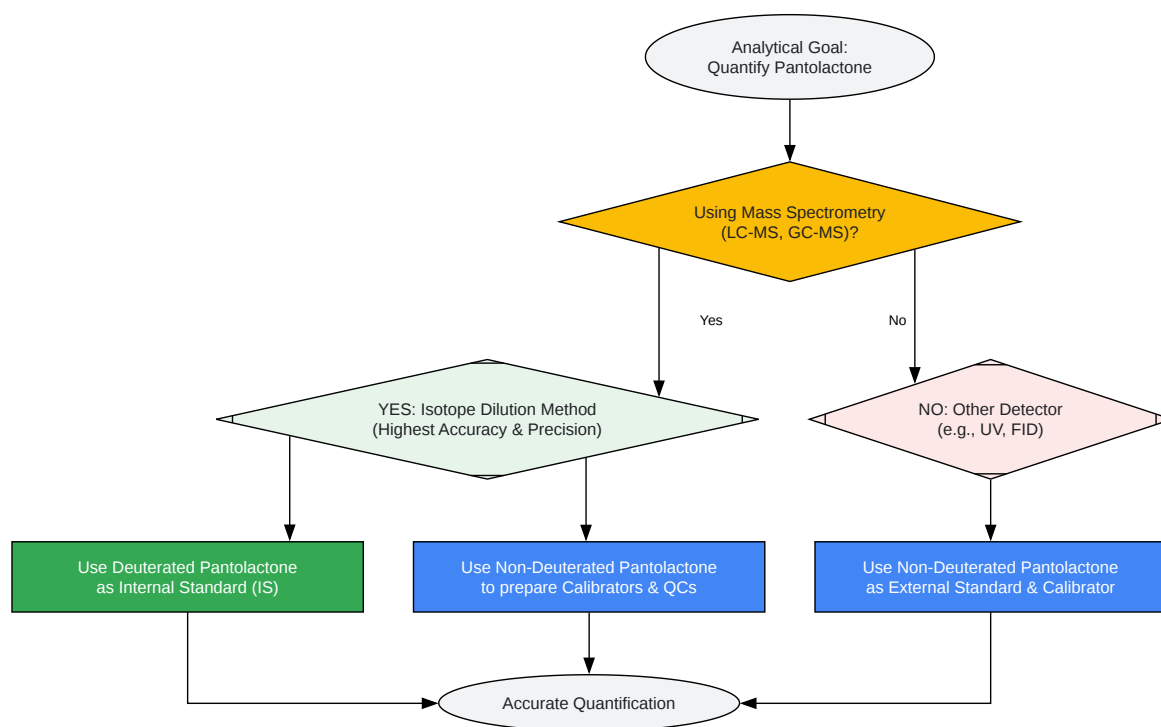 Analytical Goal:
Quantify Pantolactone
Using Mass Spectrometry
(LC-MS, GC-MS)?
Yes
No
YES: Isotope Dilution Method
(Highest Accuracy & Precision)
NO: Other Detector
(e.g., UV, FID)
Use Deuterated Pantolactone
as Internal Standard (IS)
Use Non-Deuterated Pantolactone
to prepare Calibrators & QCs
Use Non-Deuterated Pantolactone
as External Standard & Calibrator
Accurate Quantification